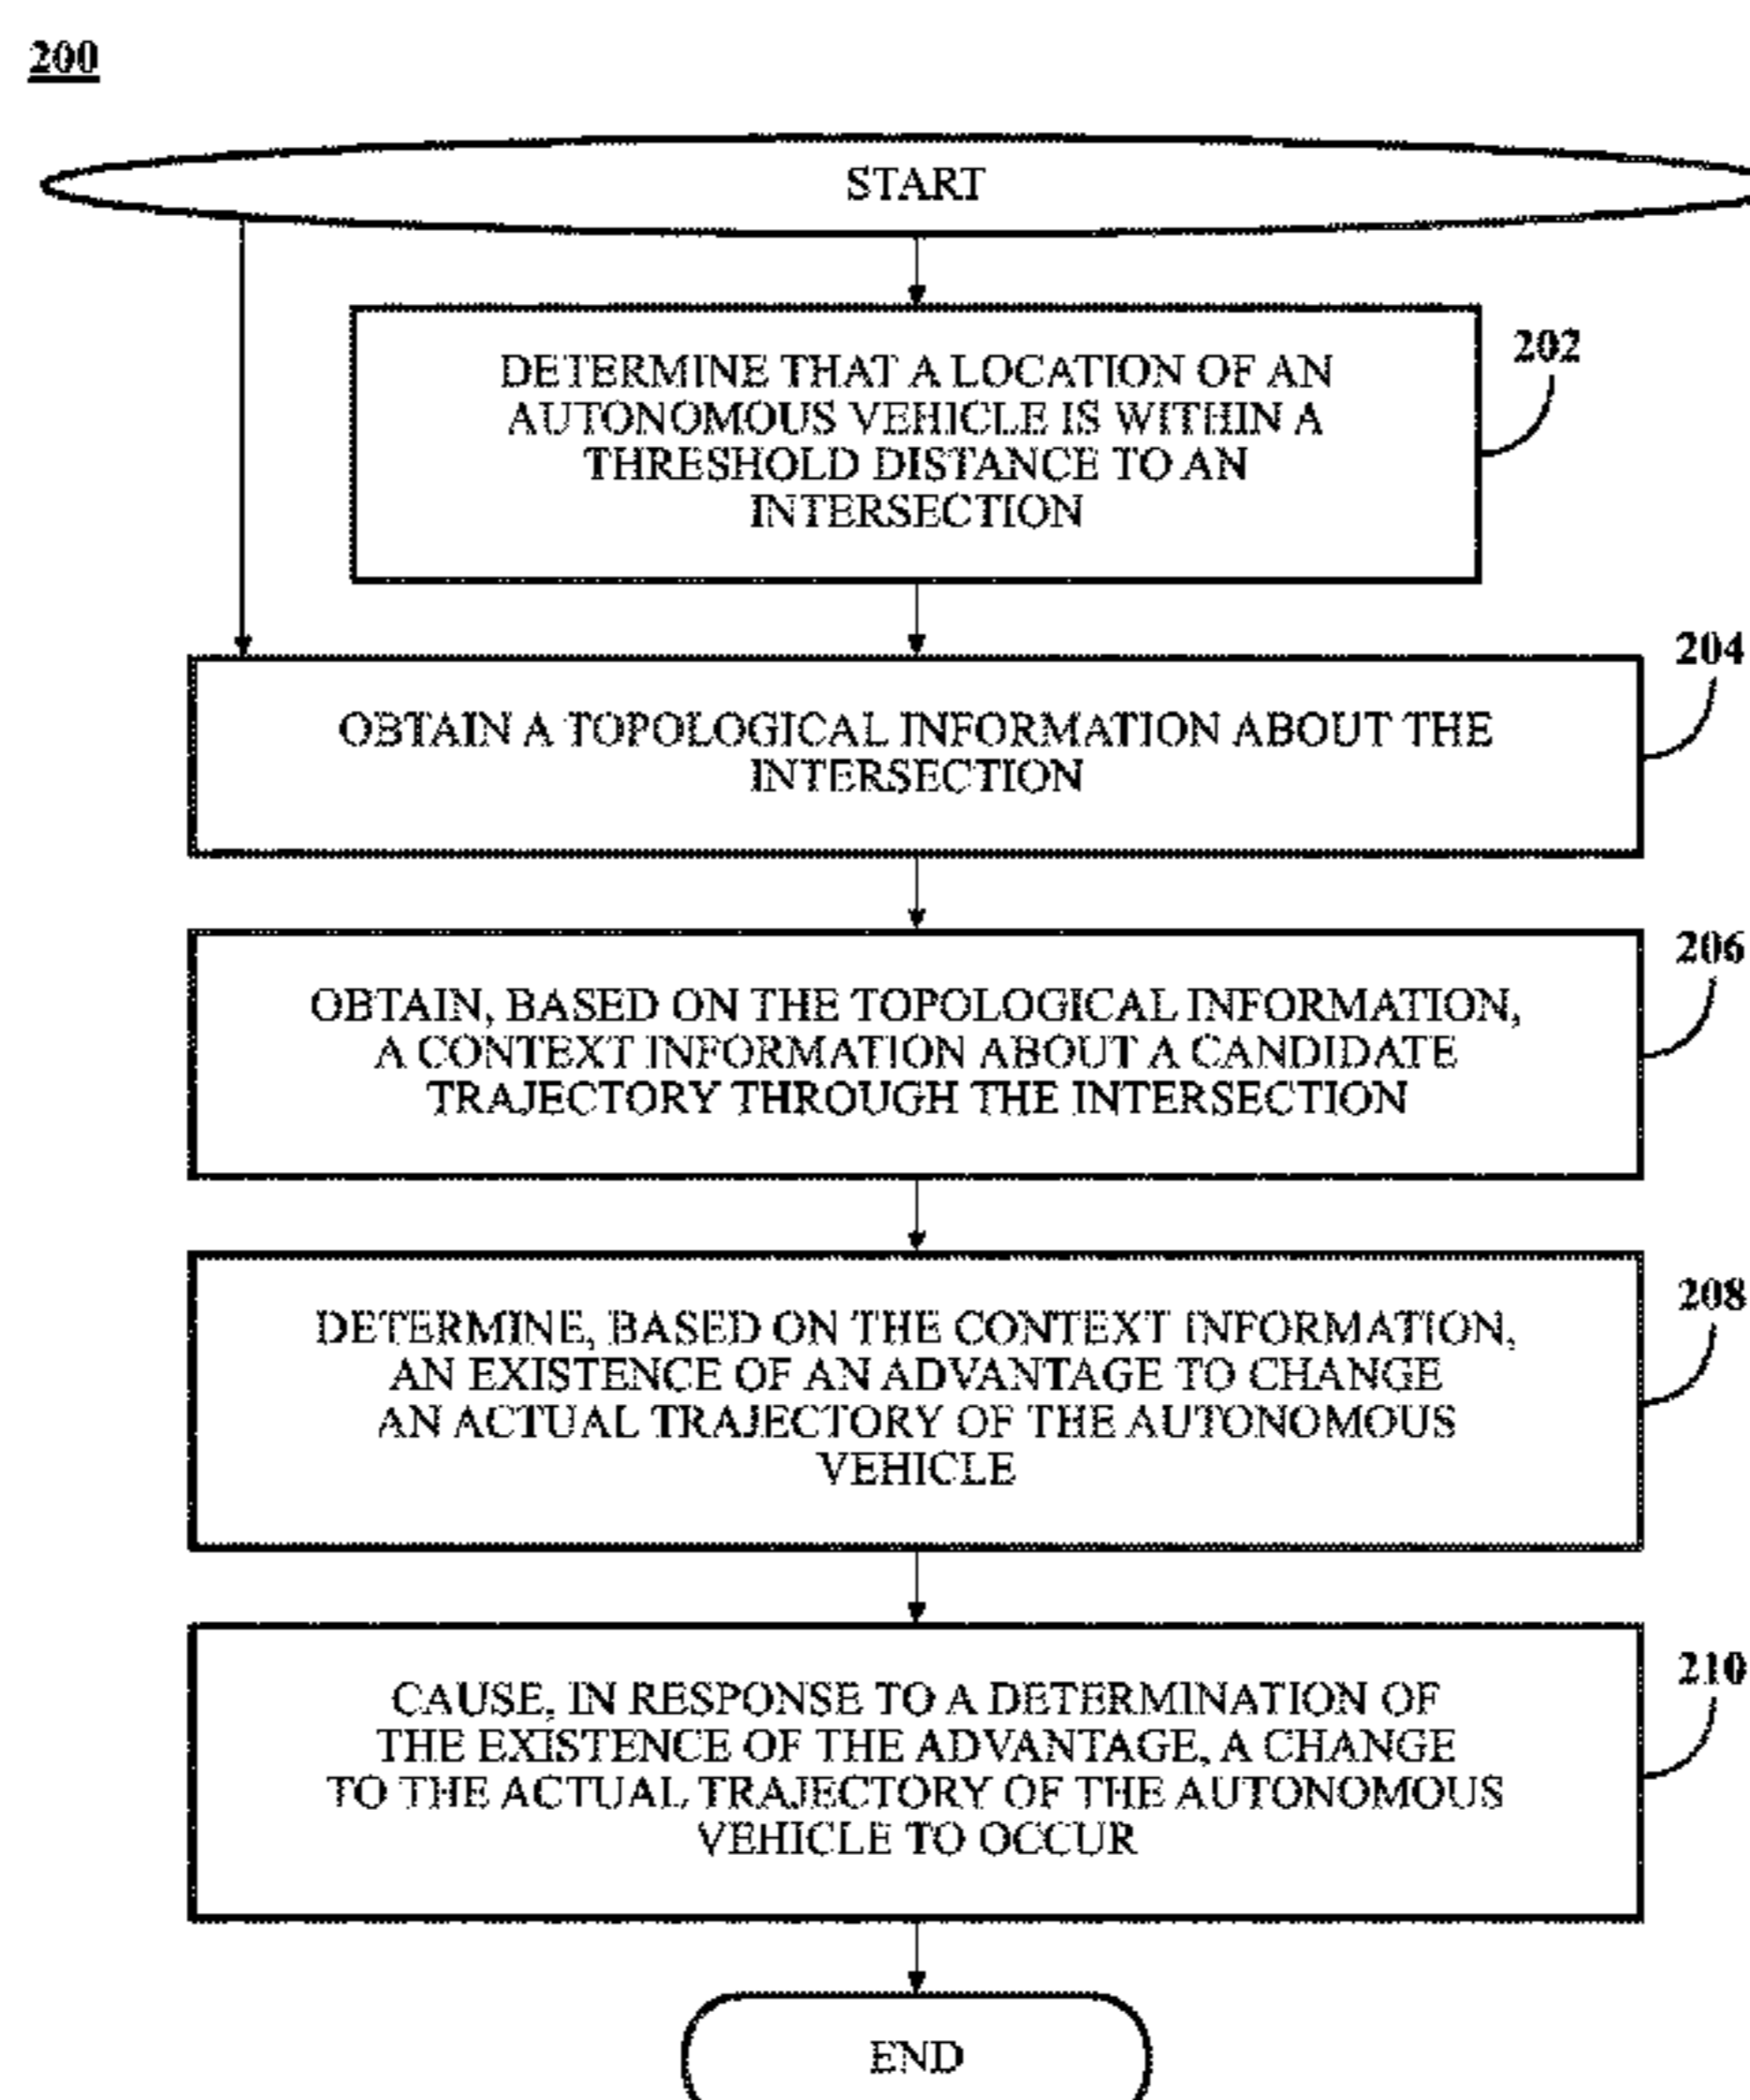 200
START
DETERMINE THAT A LOCATION OF AN
AUTONOMOUS VEHICLE IS WITHIN A
THRESHOLD DISTANCE TO AN
INTERSECTION
202
204
OBTAIN A TOPOLOGICAL INFORMATION ABOUT THE
INTERSECTION
206
OBTAIN, BASED ON THE TOPOLOGICAL INFORMATION,
A CONTEXT INFORMATION ABOUT A CANDIDATE
TRAJECTORY THROUGH THE INTERSECTION
208
DETERMINE, BASED ON THE CONTEXT INFORMATION,
AN EXISTENCE OF AN ADVANTAGE TO CHANGE
AN ACTUAL TRAJECTORY OF THE AUTONOMOUS
VEHICLE
210
CAUSE, IN RESPONSE TO A DETERMINATION OF
THE EXISTENCE OF THE ADVANTAGE, A CHANGE
TO THE ACTUAL TRAJECTORY OF THE AUTONOMOUS
VEHICLE TO OCCUR
END